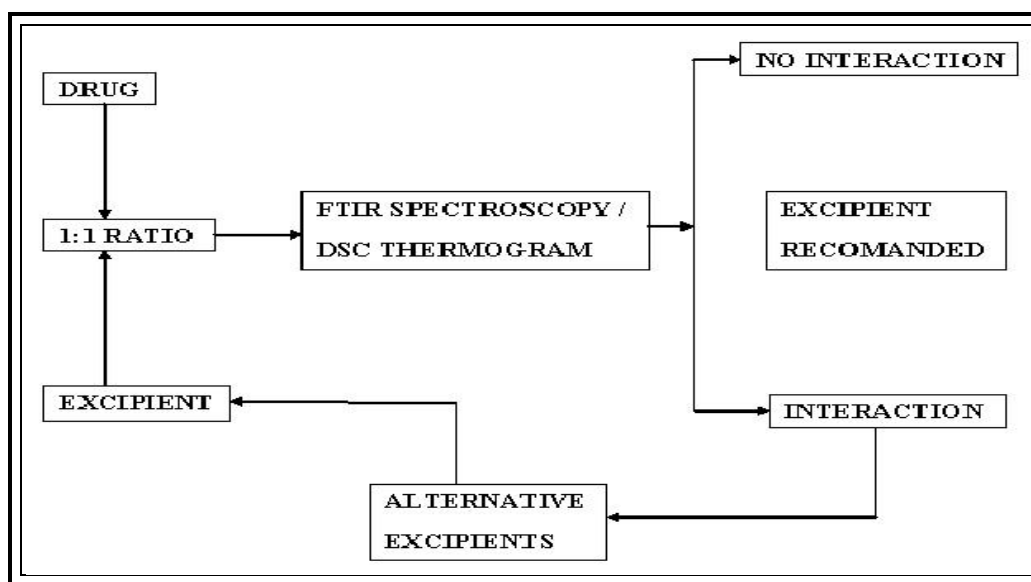 DRUG
1:1 RATIO
EXCIPIENT
FTIR SPECTROSCOPY /
DSC THERMOGRAM
NO INTERACTION
EXCIPIENT
RECOMANDED
INTERACTION
ALTERNATIVE
EXCIPIENTS